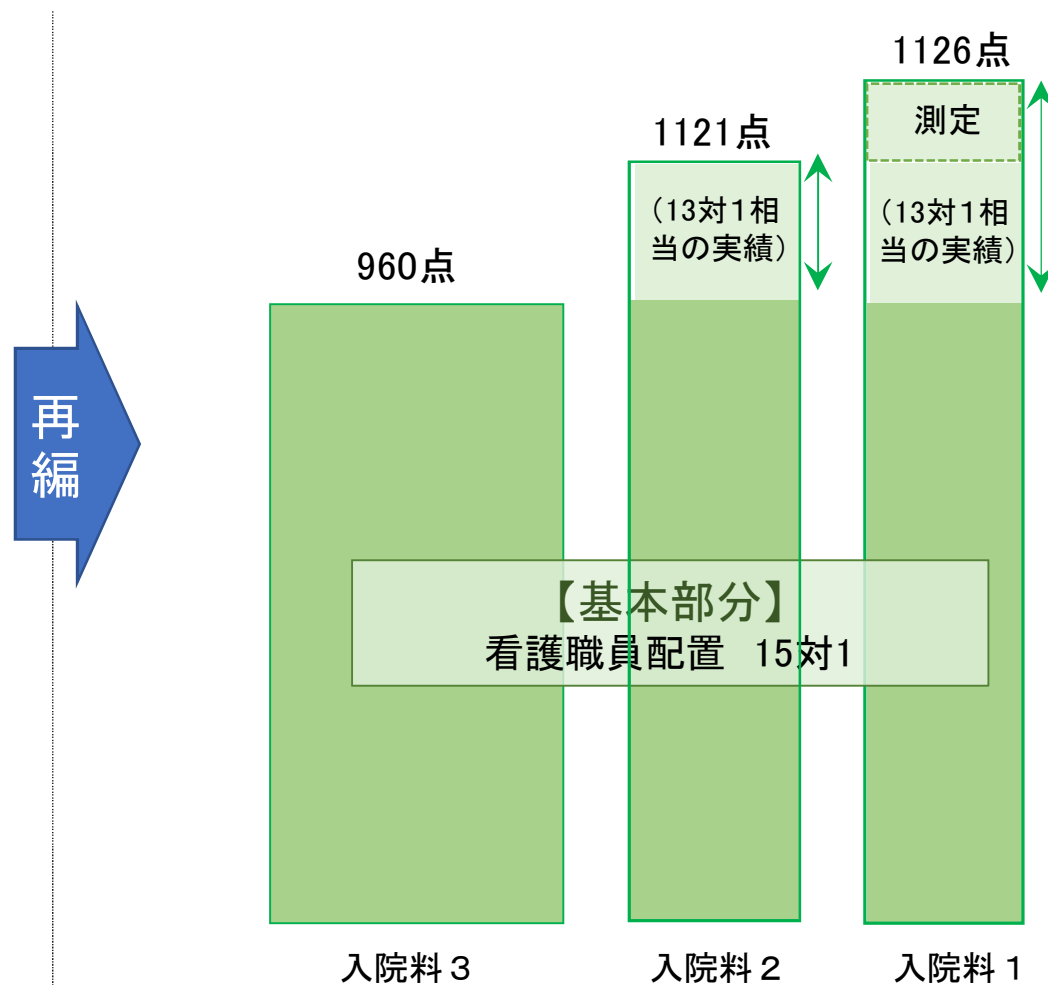 1126点
測定
1121点
（13対１相
当の実績）
（13対１相
当の実績）
960点
再
編
【基本部分】
看護職員配置　15対1
入院料３
入院料２
入院料１